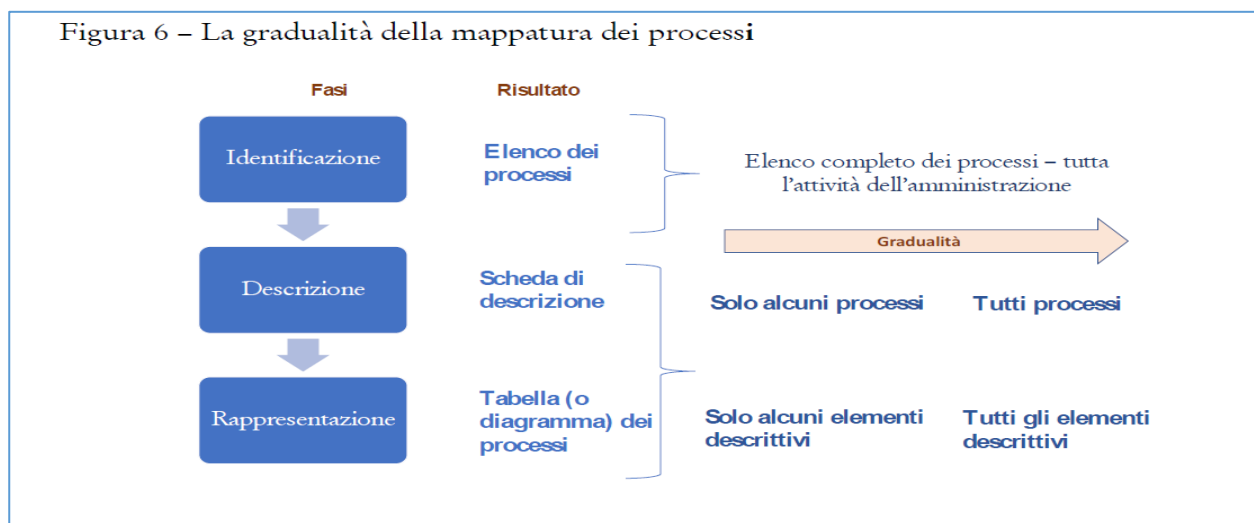 Figura 6 – La gradualità della mappatura dei processi
Fasi
Risultato
Identificazione
Elenco dei
processi
Elenco completo dei processi – tutta
l'attività dell'amministrazione
Gradualità
Descrizione
Scheda di
descrizione
Solo alcuni processi
Tutti processi
Rappresentazione
Tabella (o
diagramma) dei
processi
Solo alcuni elementi
descrittivi
Tutti gli elementi
descrittivi